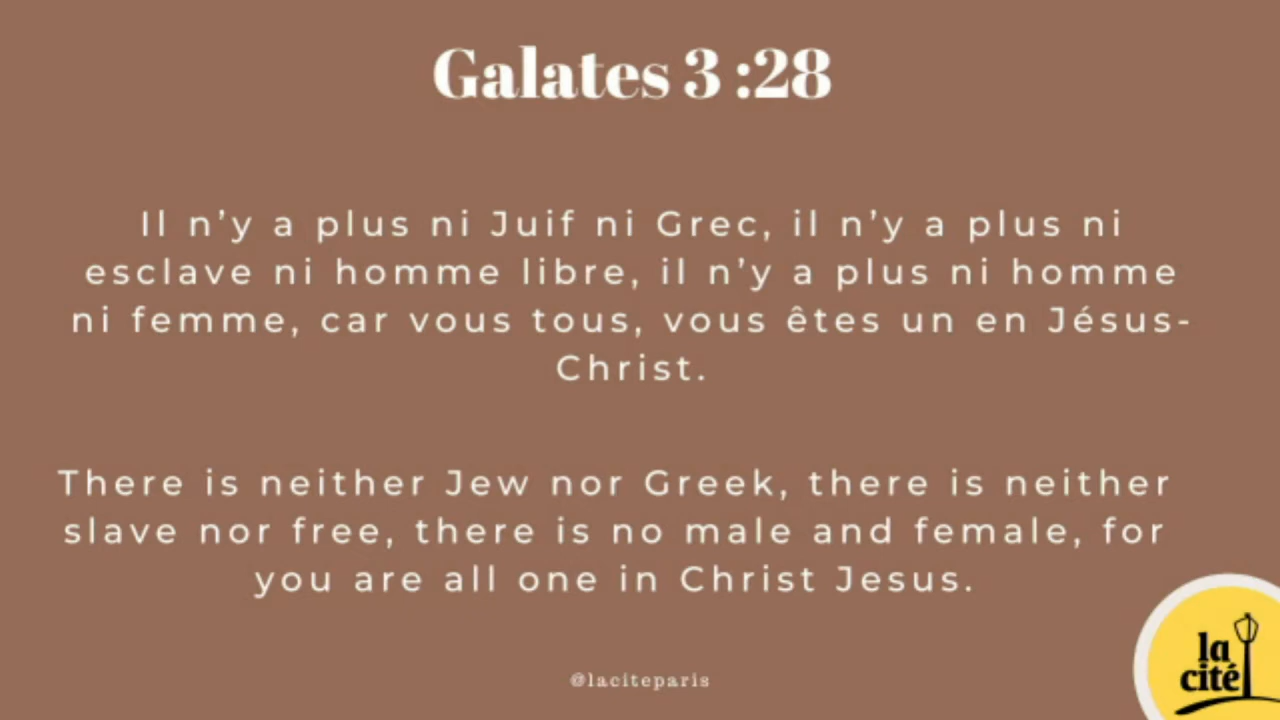 Galates 3 :28
Il n’y a plus ni Juif ni Grec, il n’y a plus ni
esclave ni homme libre, il n’y a plus ni homme
ni femme, car vous tous, vous êtes un en Jésus-
Christ.
There is neither Jew nor Greek, there is neither
slave nor free, there is no male and female, for
you are all one in Christ Jesus.
@laciteparis
la
cité